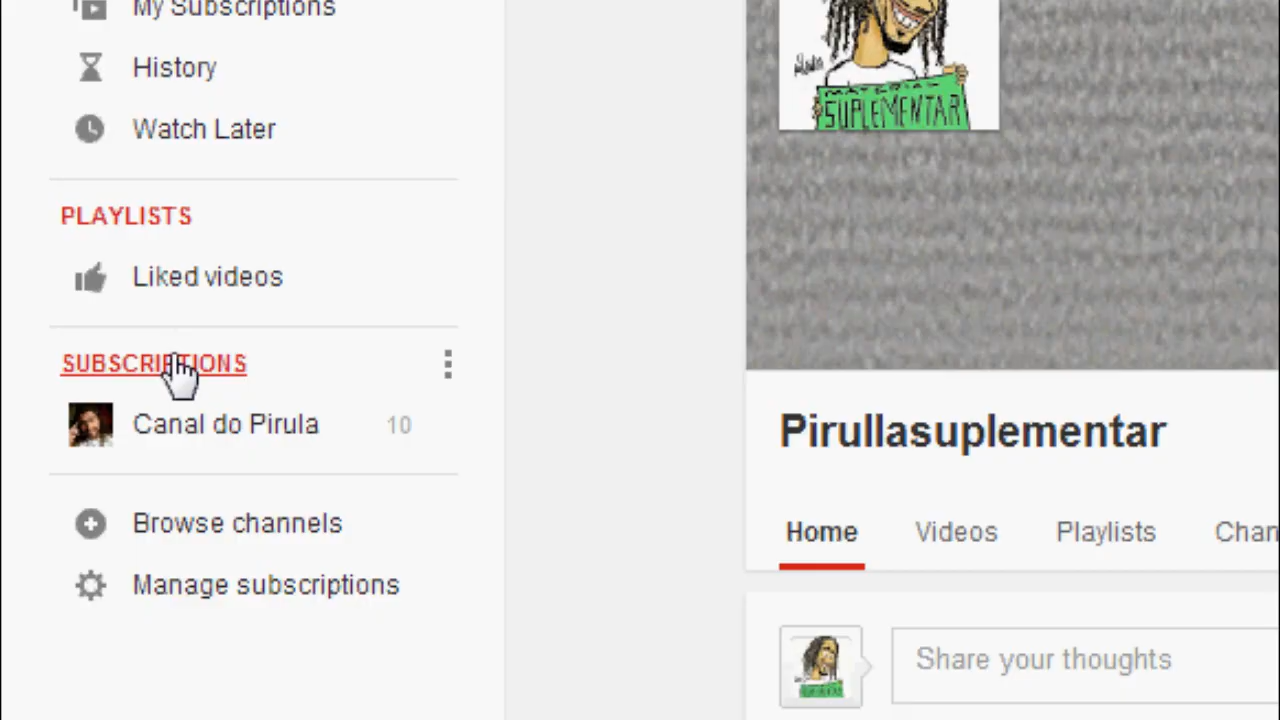 My Subscriptions
History
Watch Later
PLAYLISTS
Liked videos
SUBSCRIPTIONS
Canal do Pirula 10
Browse channels
Manage subscriptions
MATERIAL
SUPLEMENTAR
Pirullasuplementar
Home Videos Playlists Chan
Share your thoughts